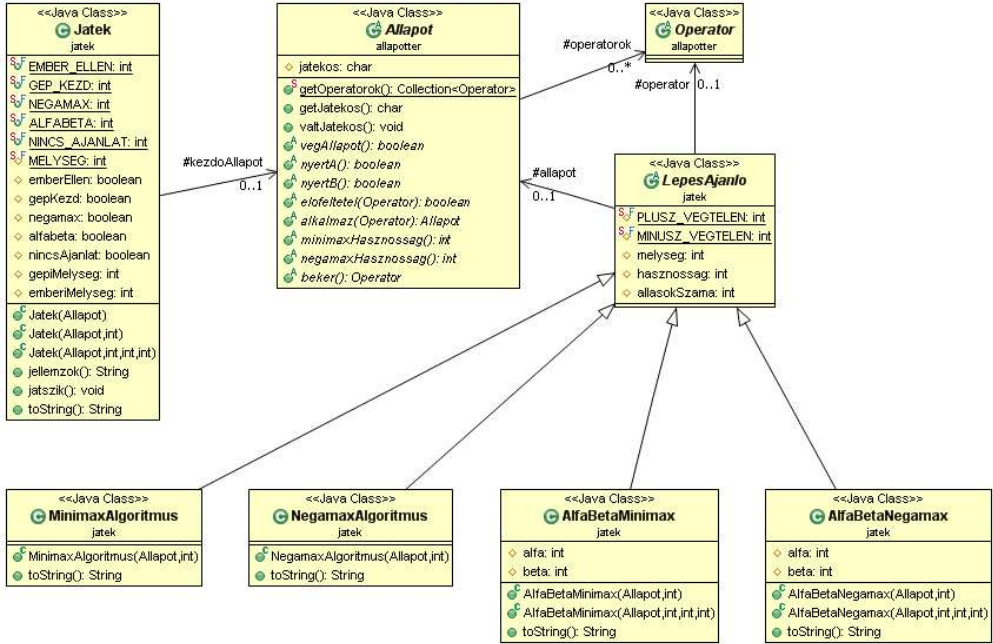 <<Java Class>>
Jatek
jatek
EMBER_ELLEN: int
GEP_KEZD: int
NEGAMAX: int
ALFABETA: int
NINCS_AJANLAT: int
MELYSEG: int
emberEllen: boolean
gepKezd: boolean
negamax: boolean
alfabeta: boolean
nincsAjanlat: boolean
gepiMelyseg: int
emberiMelyseg: int
Jatek(Allapot)
Jatek(Allapot,int)
Jatek(Allapot,int,int,int)
jellemzok(): String
jatszik(): void
toString(): String
#kezdoAllapot
0..1
<<Java Class>>
Allapot
allapotter
jatekos: char
getOperatorok(): Collection<Operator>
getJatekos(): char
valtJatekos(): void
vegAllapot(): boolean
nyertA(): boolean
nyertB(): boolean
elofeltetel(Operator): boolean
alkalmaz(Operator): Allapot
minimaxHasznossag(): int
negamaxHasznossag(): int
beker(): Operator
#operatorok
0..*
<<Java Class>>
Operator
allapotter
#operator
0..1
#allapot
0..1
<<Java Class>>
LepesAjanlo
jatek
PLUSZ_VEGTELEN: int
MINUSZ_VEGTELEN: int
melyseg: int
hasznossag: int
allasokSzama: int
<<Java Class>>
MinimaxAlgoritmus
jatek
MinimaxAlgoritmus(Allapot,int)
toString(): String
<<Java Class>>
NegamaxAlgoritmus
jatek
NegamaxAlgoritmus(Allapot,int)
toString(): String
<<Java Class>>
AlfaBetaMinimax
jatek
alfa: int
beta: int
AlfaBetaMinimax(Allapot,int)
AlfaBetaMinimax(Allapot,int,int,int)
toString(): String
<<Java Class>>
AlfaBetaNegamax
jatek
alfa: int
beta: int
AlfaBetaNegamax(Allapot,int)
AlfaBetaNegamax(Allapot,int,int,int)
toString(): String